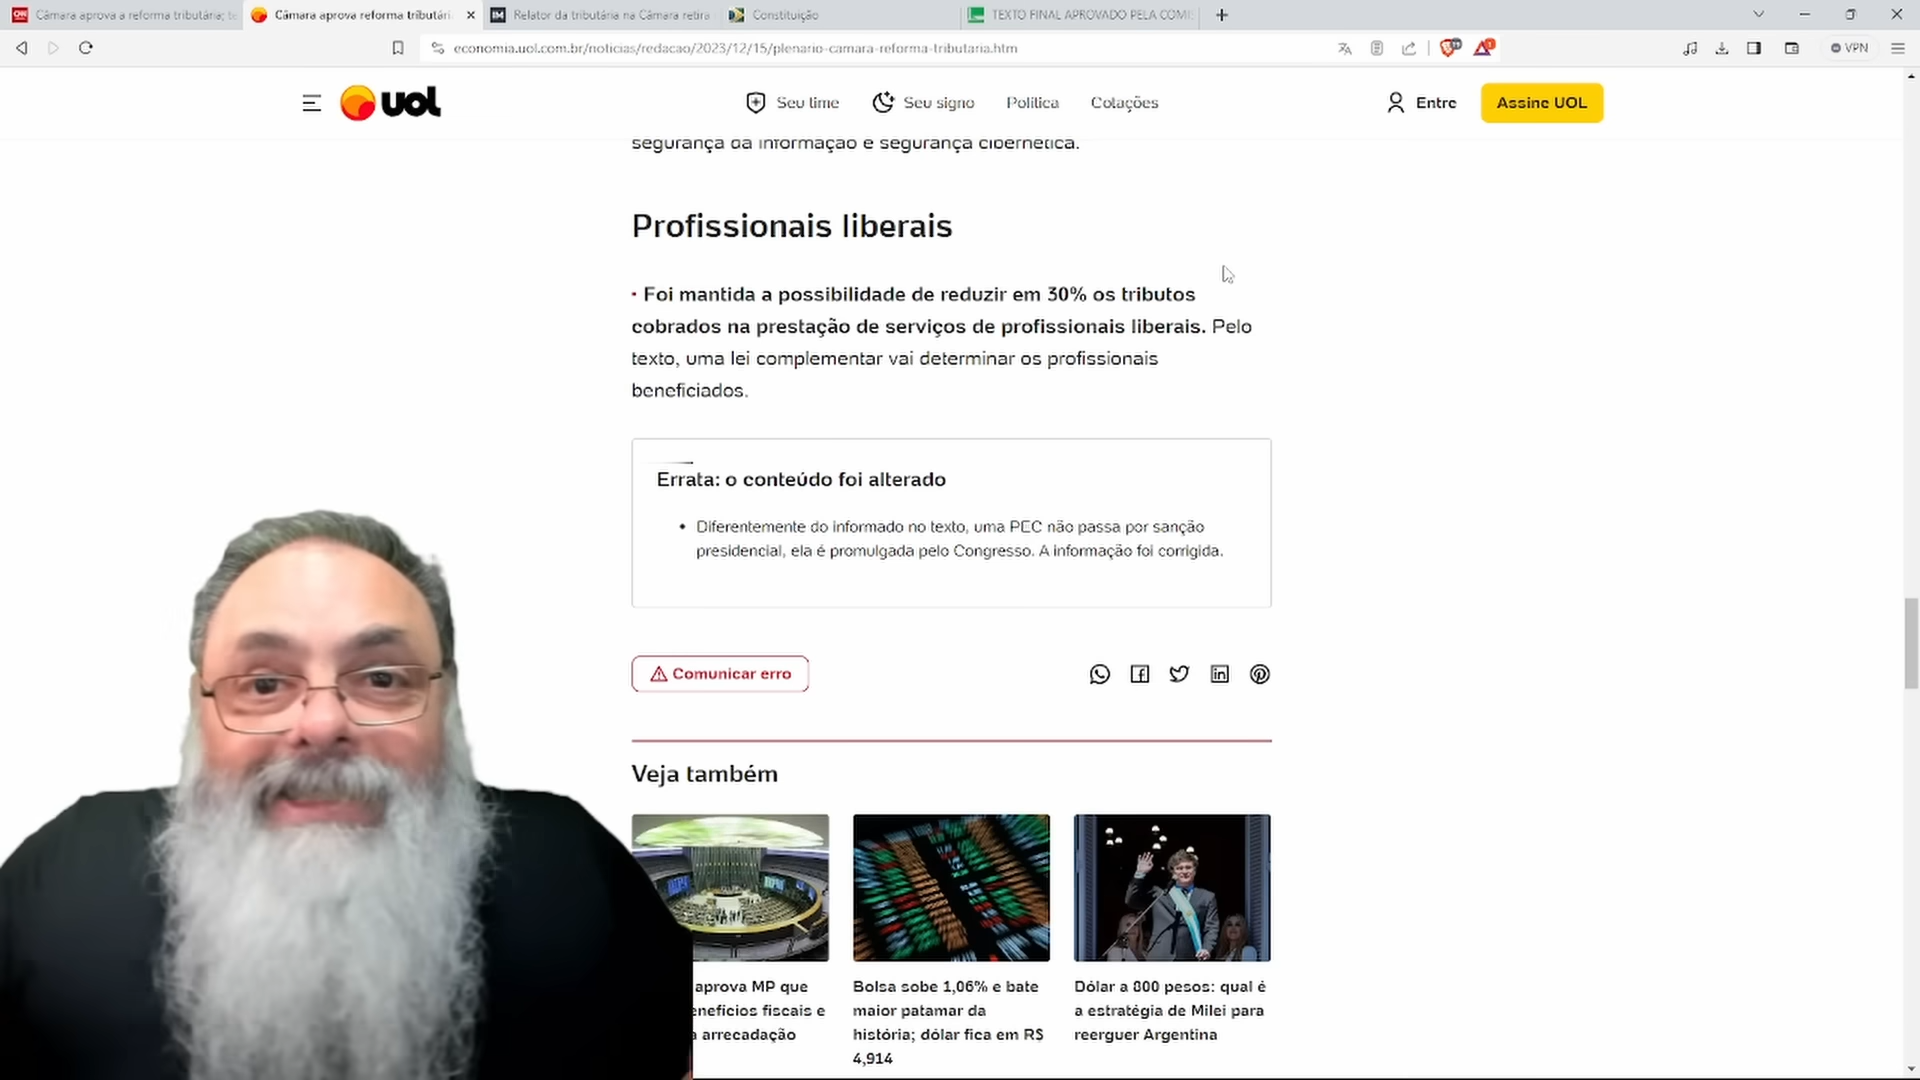 Câmara aprova a reforma tributária; te
Câmara aprova reforma tributári
Relator da tributária na Câmara retira
Constituição
TEXTO FINAL APROVADO PELA COMI
economia.uol.com.br/noticias/redacao/2023/12/15/plenario-camara-reforma-tributaria.htm
VPN
UOL
Seu time
Seu signo
Política
Cotações
Entre
Assine UOL
segurança da informação e segurança cibernética.
Profissionais liberais
• Foi mantida a possibilidade de reduzir em 30% os tributos
cobrados na prestação de serviços de profissionais liberais. Pelo
texto, uma lei complementar vai determinar os profissionais
beneficiados.
Errata: o conteúdo foi alterado
• Diferentemente do informado no texto, uma PEC não passa por sanção
presidencial, ela é promulgada pelo Congresso. A informação foi corrigida.
Comunicar erro
Veja também
aprova MP que
enefícios fiscais e
arrecadação
Bolsa sobe 1,06% e bate
maior patamar da
história; dólar fica em R$
4,914
Dólar a 800 pesos: qual é
a estratégia de Milei para
reerguer Argentina